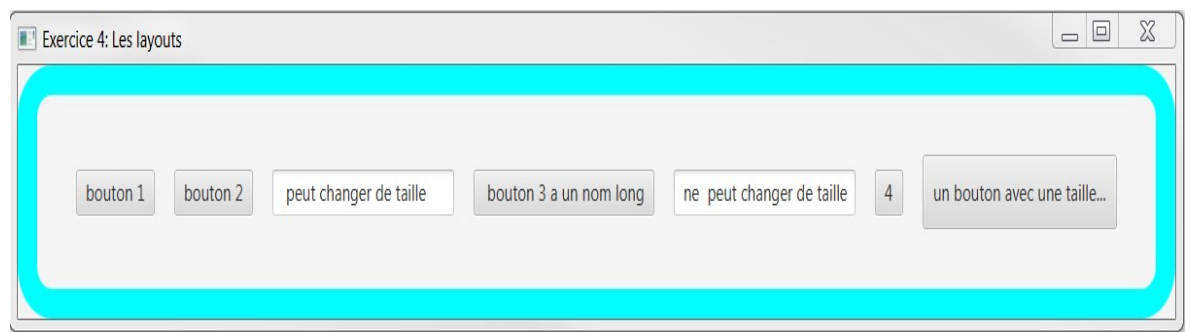 Exercice 4: Les layouts
bouton 1 bouton 2 peut changer de taille bouton 3 a un nom long ne peut changer de taille 4 un bouton avec une taille...